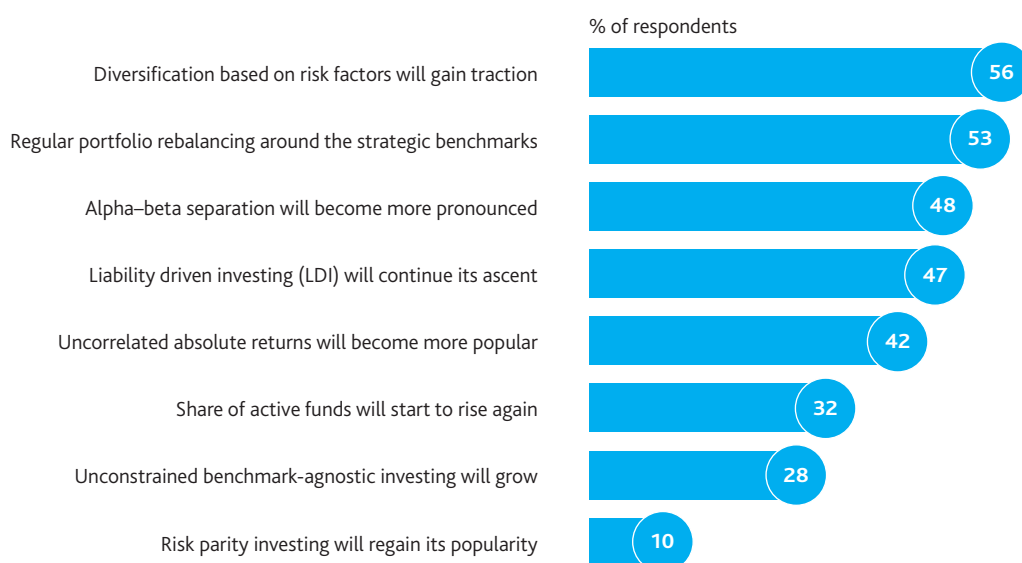 % of respondents
Diversification based on risk factors will gain traction
56
Regular portfolio rebalancing around the strategic benchmarks
53
Alpha–beta separation will become more pronounced
48
Liability driven investing (LDI) will continue its ascent
47
Uncorrelated absolute returns will become more popular
42
Share of active funds will start to rise again
32
Unconstrained benchmark-agnostic investing will grow
28
Risk parity investing will regain its popularity
10